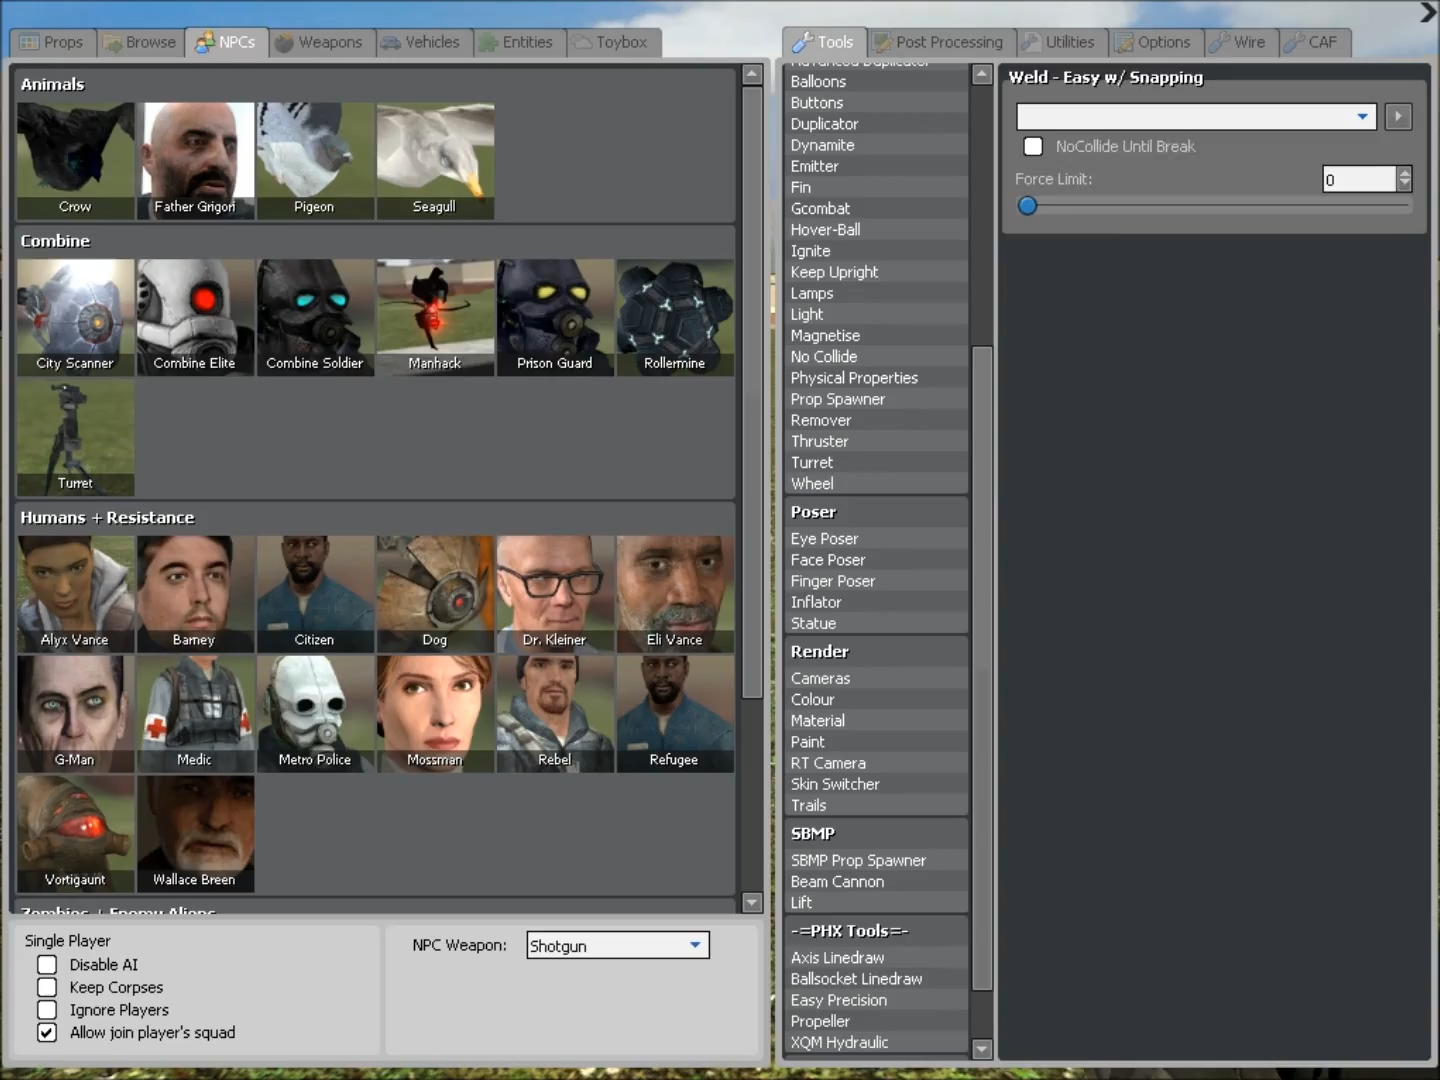 Props
Browse
NPCs
Weapons
Vehicles
Entities
Toybox
Tools
Post Processing
Utilities
Options
Wire
CAF
Animals
Crow
Father Grigori
Pigeon
Seagull
Combine
City Scanner
Combine Elite
Combine Soldier
Manhack
Prison Guard
Rollermine
Turret
Humans + Resistance
Alyx Vance
Barney
Citizen
Dog
Dr. Kleiner
Eli Vance
G-Man
Medic
Metro Police
Mossman
Rebel
Refugee
Vortigaunt
Wallace Breen
Zombies + Enemy Aliens
Single Player
Disable AI
Keep Corpses
Ignore Players
Allow join player's squad
NPC Weapon:
Shotgun
Advanced Duplicator
Balloons
Buttons
Duplicator
Dynamite
Emitter
Fin
Gcombat
Hover-Ball
Ignite
Keep Upright
Lamps
Light
Magnetise
No Collide
Physical Properties
Prop Spawner
Remover
Thruster
Turret
Wheel
Poser
Eye Poser
Face Poser
Finger Poser
Inflator
Statue
Render
Cameras
Colour
Material
Paint
RT Camera
Skin Switcher
Trails
SBMP
SBMP Prop Spawner
Beam Cannon
Lift
-=PHX Tools=-
Axis Linedraw
Ballsocket Linedraw
Easy Precision
Propeller
XQM Hydraulic
Weld - Easy w/ Snapping
NoCollide Until Break
Force Limit:
0